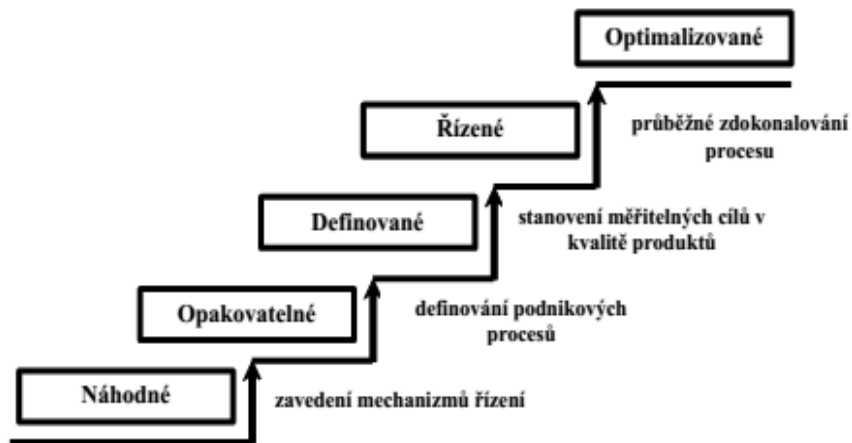 Optimalizované
Řízené
průběžné zdokonalování
procesu
Definované
stanovení měřitelných cílů v
kvalitě produktů
Opakovatelné
definování podnikových
procesů
Náhodné
zavedení mechanizmů řízení